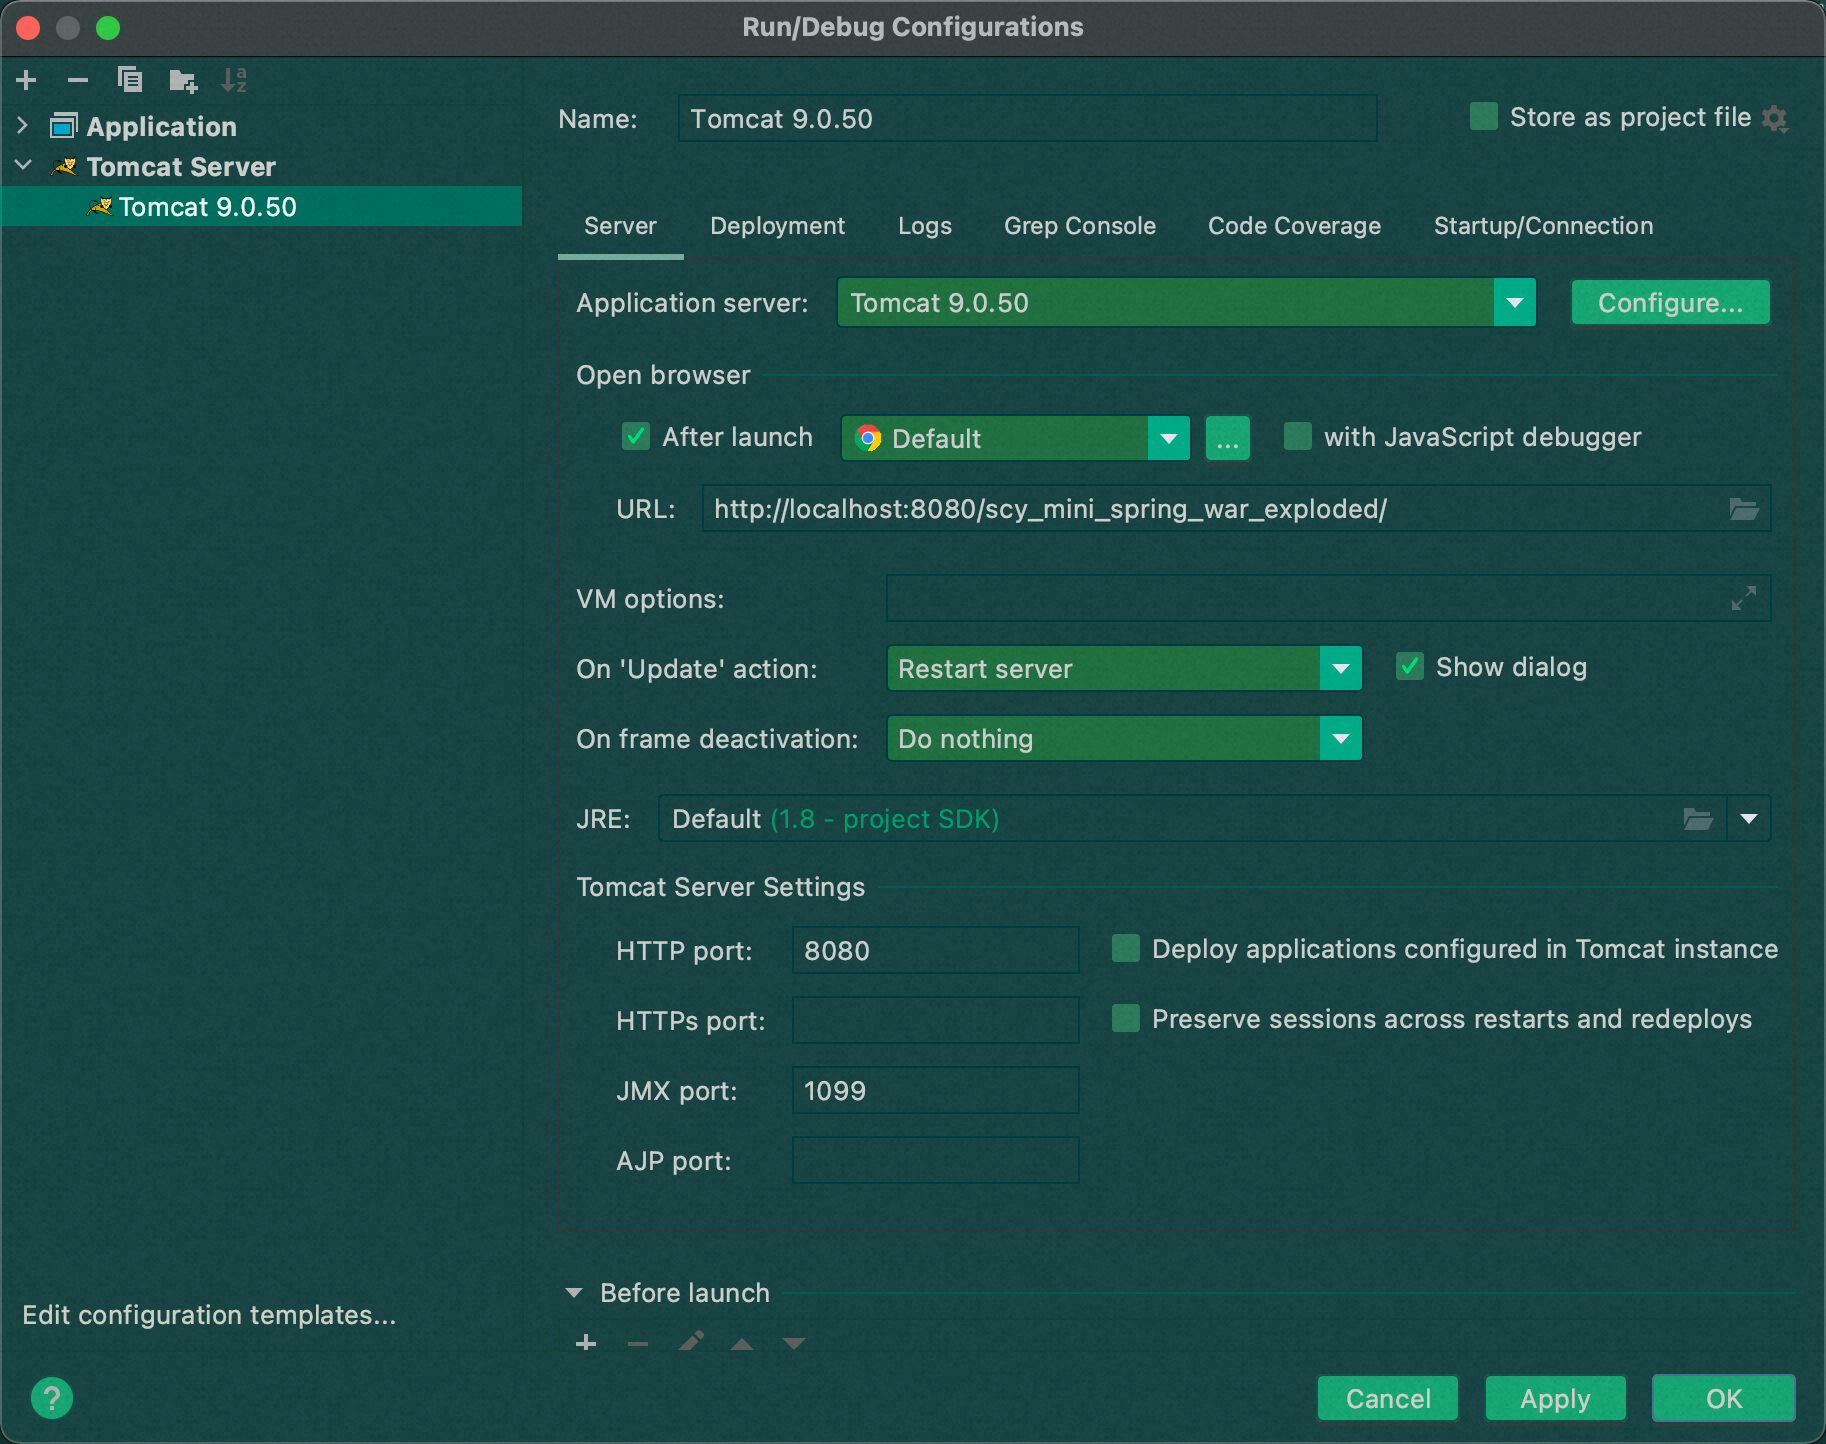 Run/Debug Configurations
Application
Tomcat Server
Tomcat 9.0.50
Edit configuration templates...
Name: Tomcat 9.0.50 Store as project file
Server Deployment Logs Grep Console Code Coverage Startup/Connection
Application server: Tomcat 9.0.50 Configure...
Open browser
After launch Default ... with JavaScript debugger
URL: http://localhost:8080/scy_mini_spring_war_exploded/
VM options:
On 'Update' action: Restart server Show dialog
On frame deactivation: Do nothing
JRE: Default (1.8 - project SDK)
Tomcat Server Settings
HTTP port: 8080 Deploy applications configured in Tomcat instance
HTTPs port: Preserve sessions across restarts and redeploys
JMX port: 1099
AJP port:
Before launch
? Cancel Apply OK